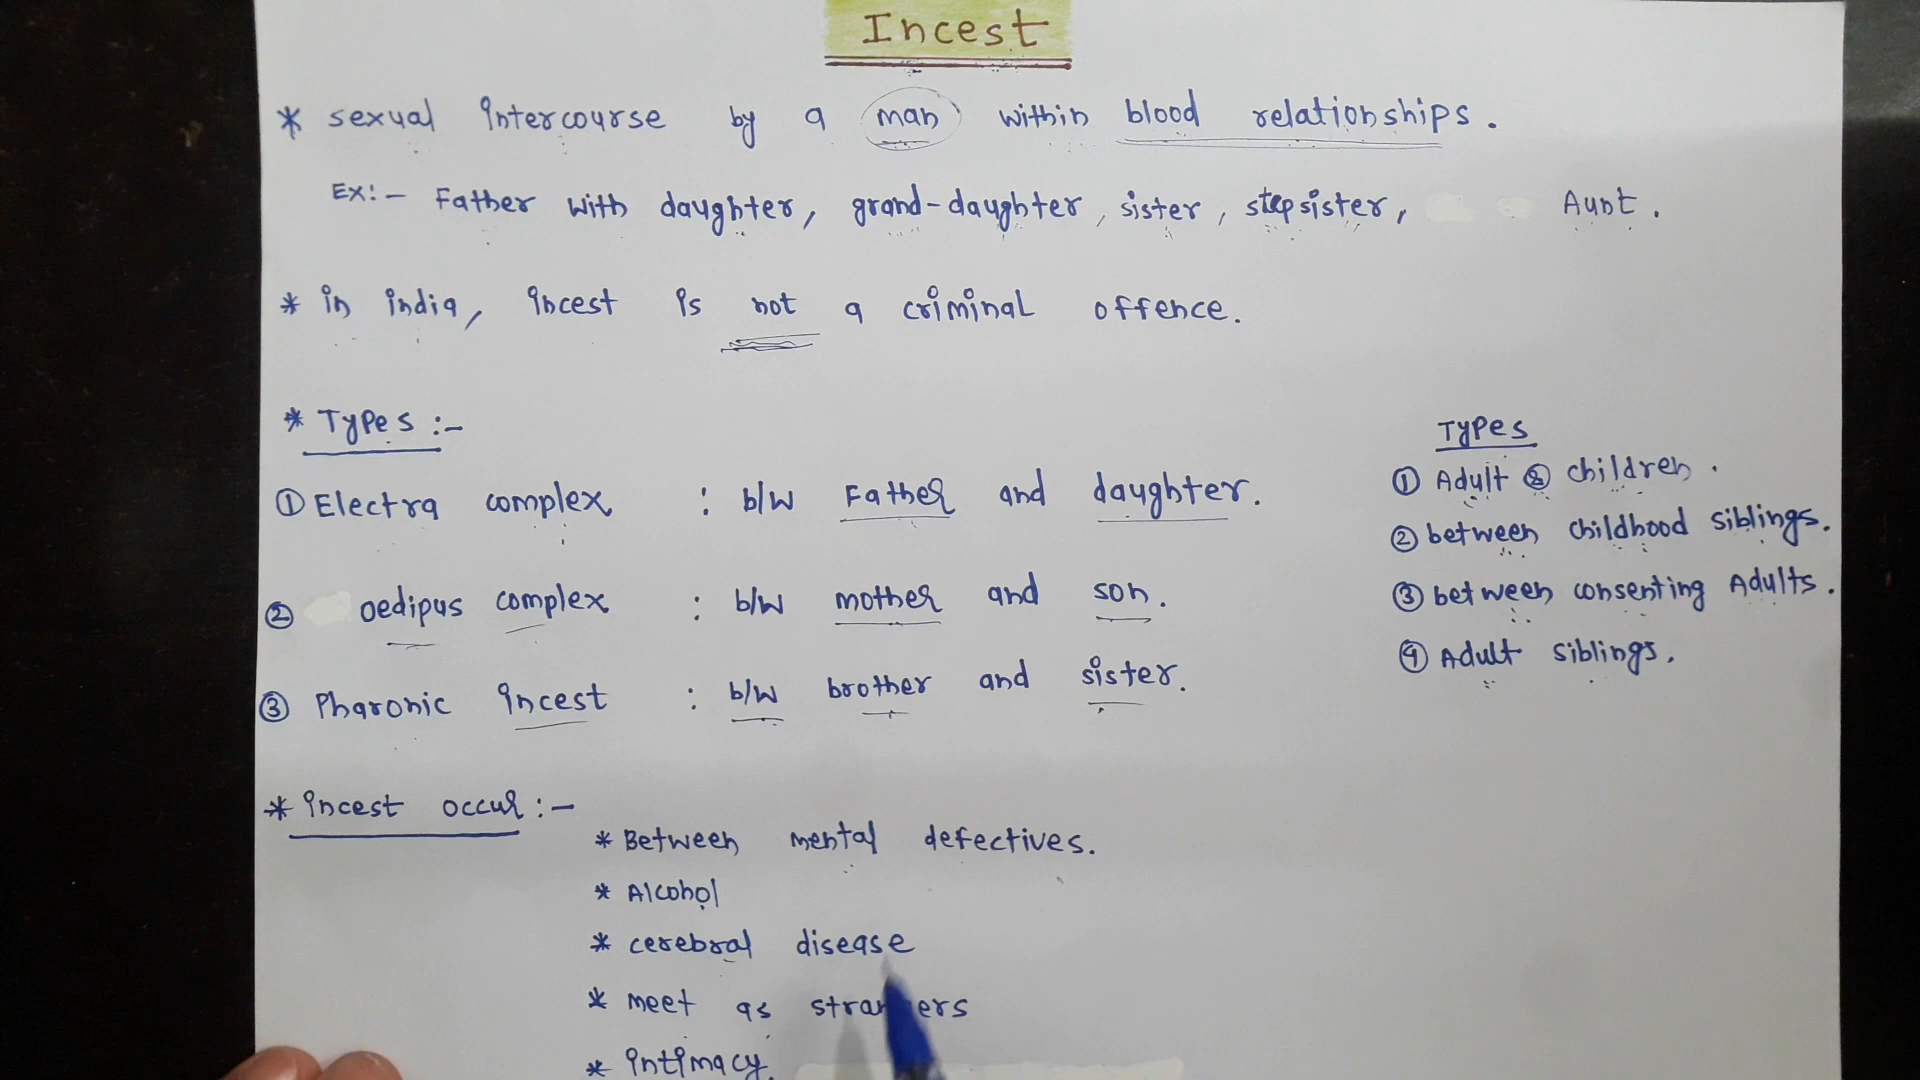 Incest
* sexual intercourse by a man within blood relationships.
Ex:- Father with daughter, grand-daughter, sister, stepsister, Aunt.
* in india, incest is not a criminal offence.
* Types :-
① Electra complex : b/w Father and daughter.
② oedipus complex : b/w mother and son.
③ Pharonic incest : b/w brother and sister.
Types
① Adult & children.
② between childhood siblings.
③ between consenting Adults.
④ Adult siblings.
* incest occur :-
* Between mental defectives.
* Alcohol
* cerebral disease
* meet as strangers
* intimacy.